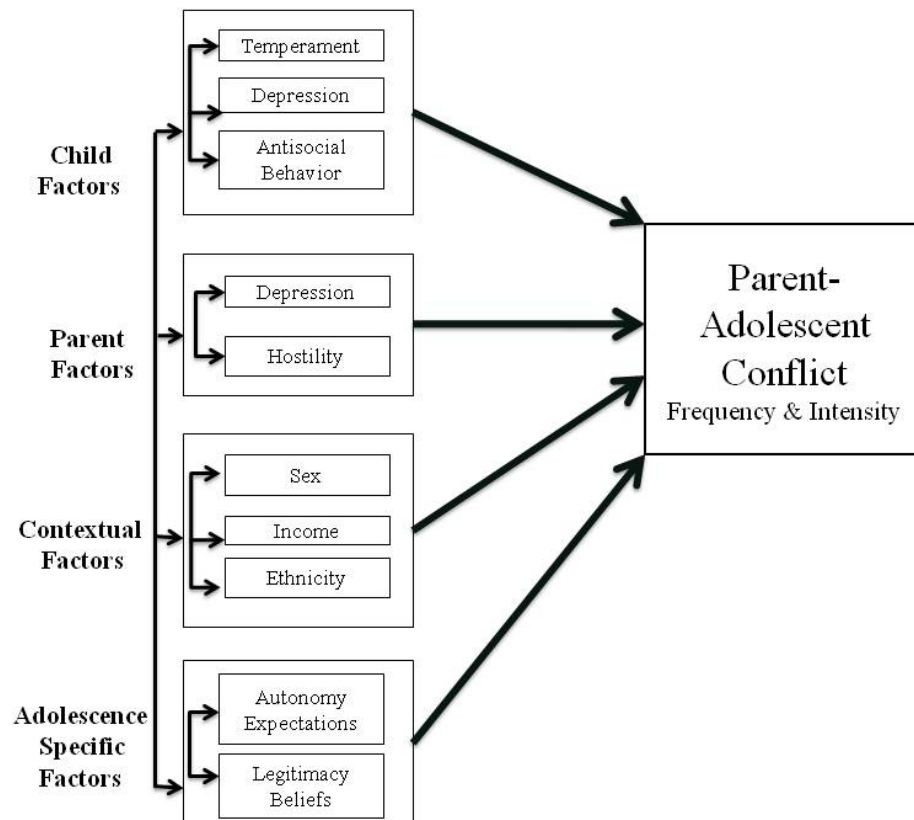 Child
Factors
Temperament
Depression
Antisocial
Behavior
Parent
Factors
Depression
Hostility
Contextual
Factors
Sex
Income
Ethnicity
Adolescence
Specific
Factors
Autonomy
Expectations
Legitimacy
Beliefs
Parent-
Adolescent
Conflict
Frequency & Intensity